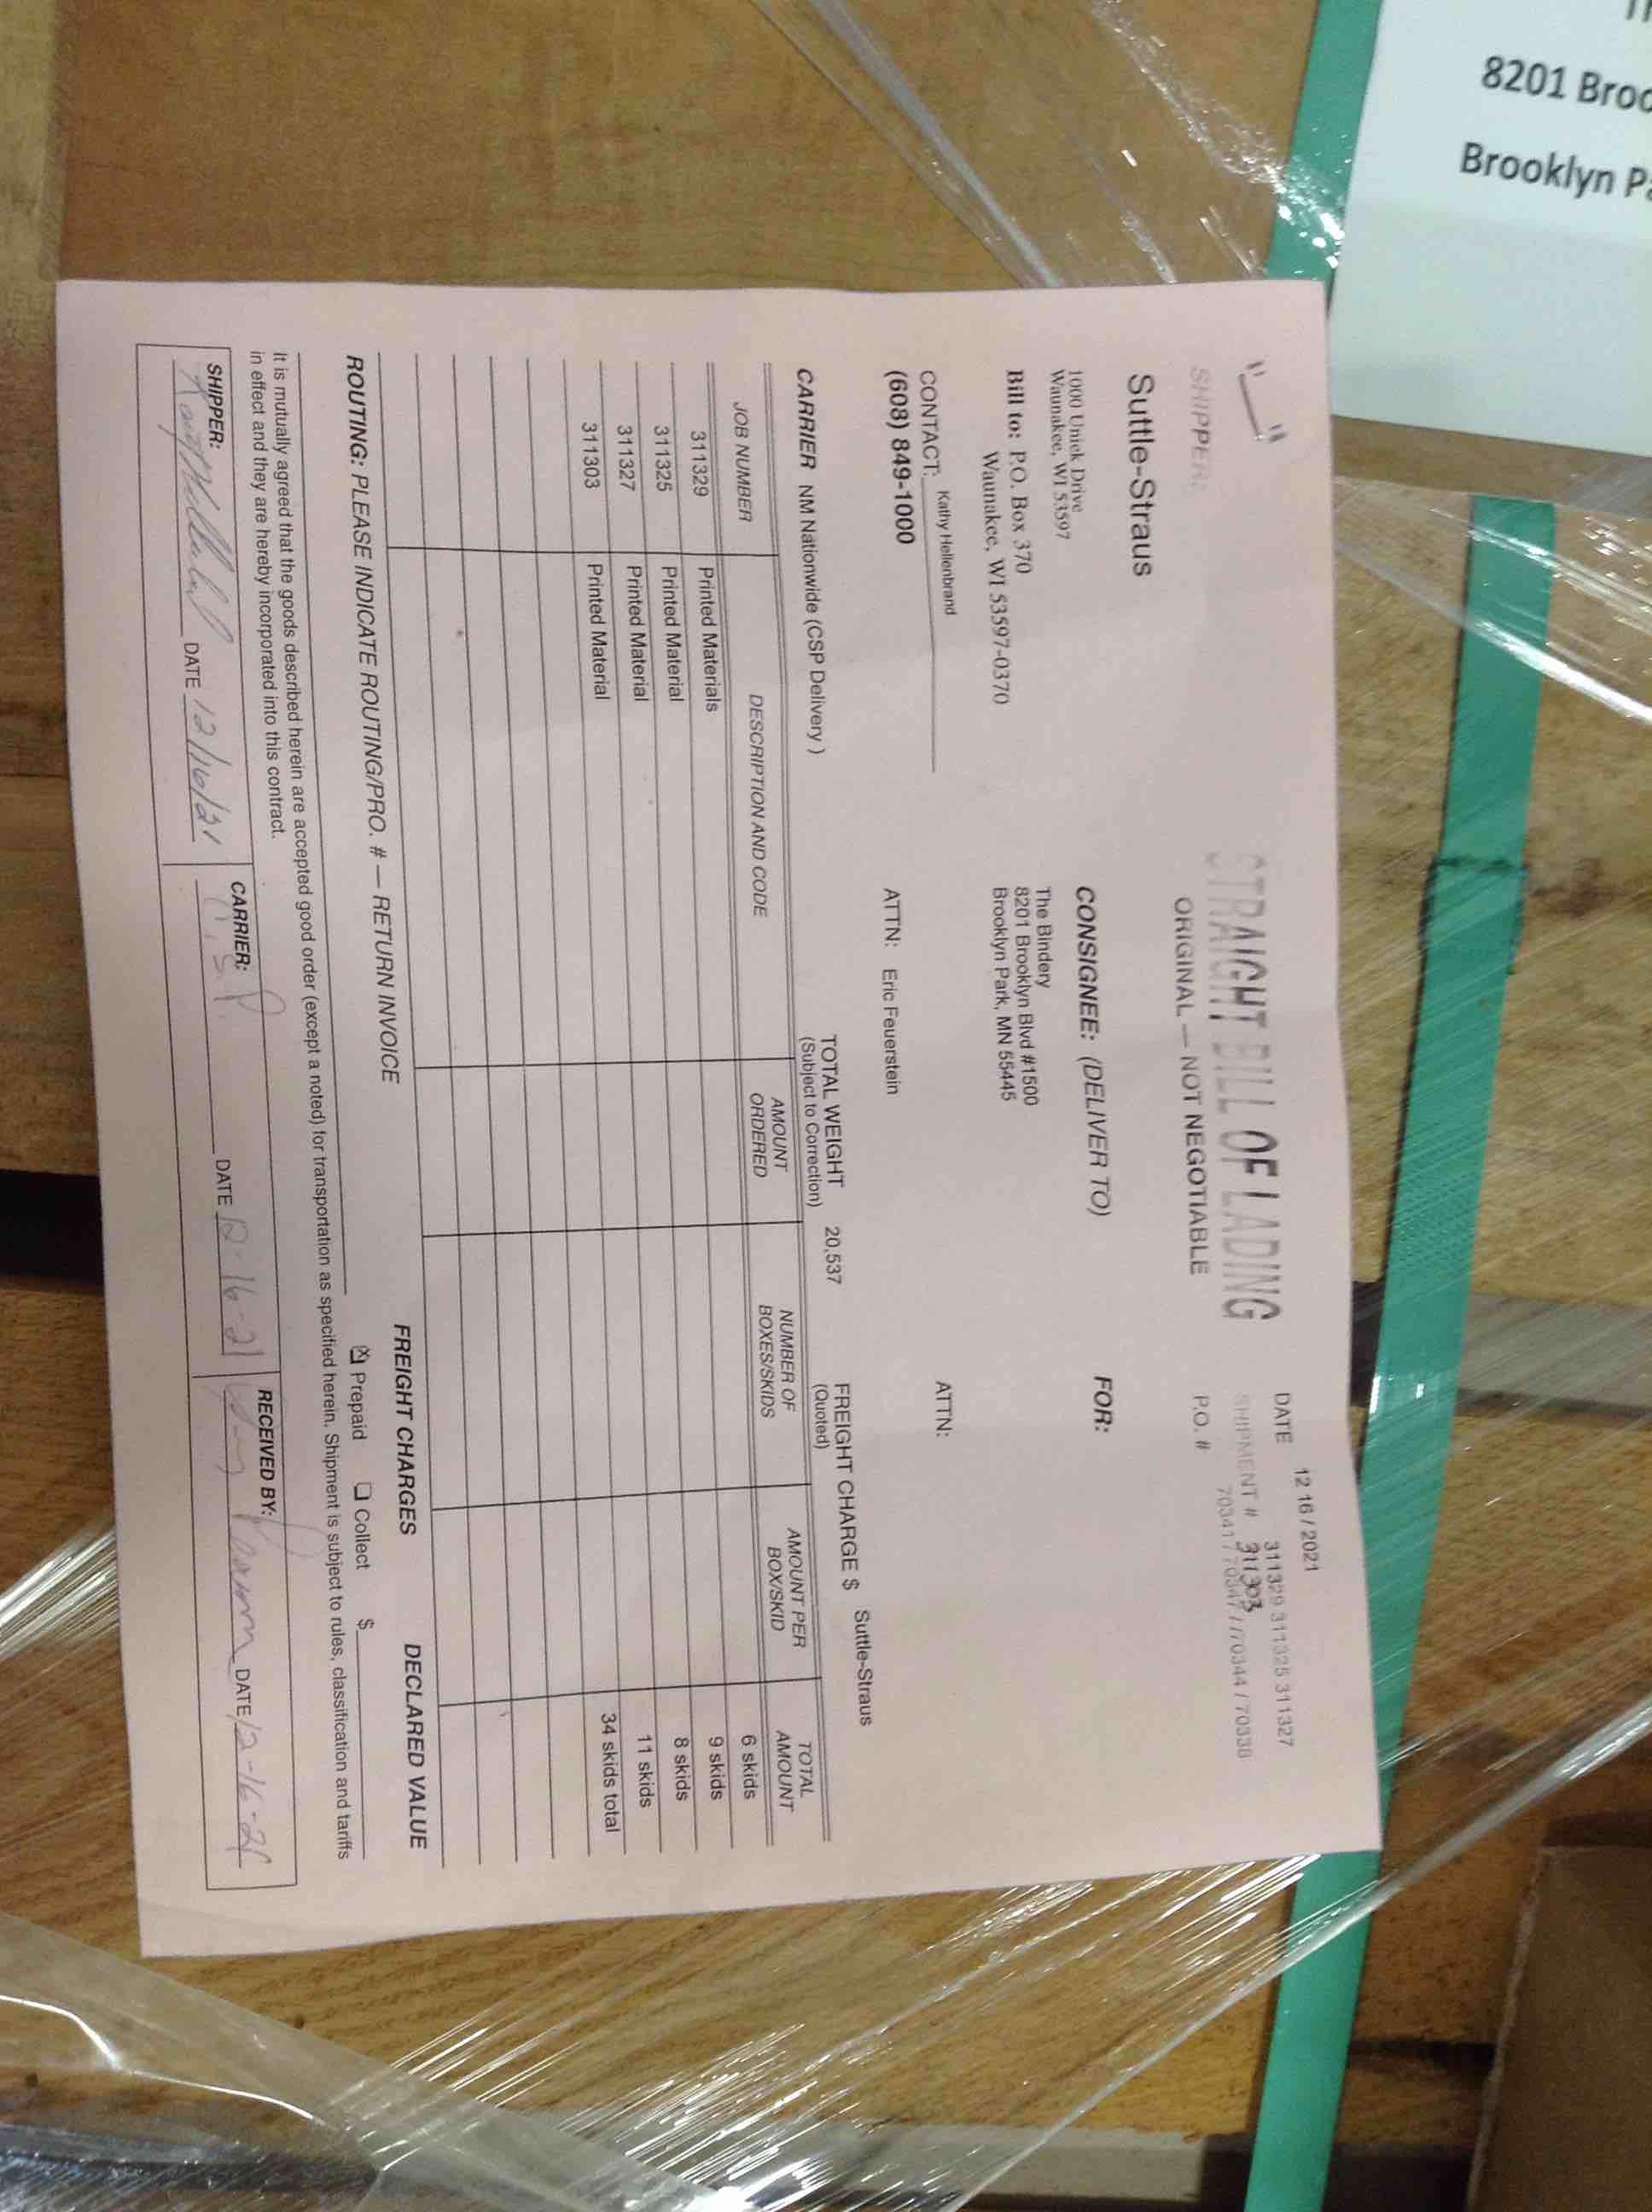 8201 Broo
Brooklyn P
SHIPPER:
STRAIGHT BILL OF LADING
ORIGINAL — NOT NEGOTIABLE
DATE 12 16 / 2021
SHIPMENT # 311329 311325 311327
311303
P.O. #
Suttle-Straus
1000 Uniek Drive
Waunakee, WI 53597
Bill to: P.O. Box 370
Waunakee, WI 53597-0370
CONTACT: Kathy Hellenbrand
(608) 849-1000
CONSIGNEE: (DELIVER TO)
The Bindery
8201 Brooklyn Blvd #1500
Brooklyn Park, MN 55445
ATTN: Eric Feuerstein
FOR:
ATTN:
CARRIER NM Nationwide (CSP Delivery )
TOTAL WEIGHT 20,537
(Subject to Correction)
FREIGHT CHARGE $ Suttle-Straus
(Quoted)
JOB NUMBER DESCRIPTION AND CODE AMOUNT ORDERED NUMBER OF BOXES/SKIDS AMOUNT PER BOX/SKID TOTAL AMOUNT
311329 Printed Materials 6 skids
311325 Printed Material 9 skids
311327 Printed Material 8 skids
311303 Printed Material 11 skids
34 skids total
ROUTING: PLEASE INDICATE ROUTING/PRO. # — RETURN INVOICE
FREIGHT CHARGES
DECLARED VALUE
☒ Prepaid ❑ Collect $
It is mutually agreed that the goods described herein are accepted good order (except a noted) for transportation as specified herein. Shipment is subject to rules, classification and tariffs
in effect and they are hereby incorporated into this contract.
SHIPPER: DATE 12/16/21
CARRIER: C.S.P. DATE 12-16-21
RECEIVED BY: DATE 12-16-21